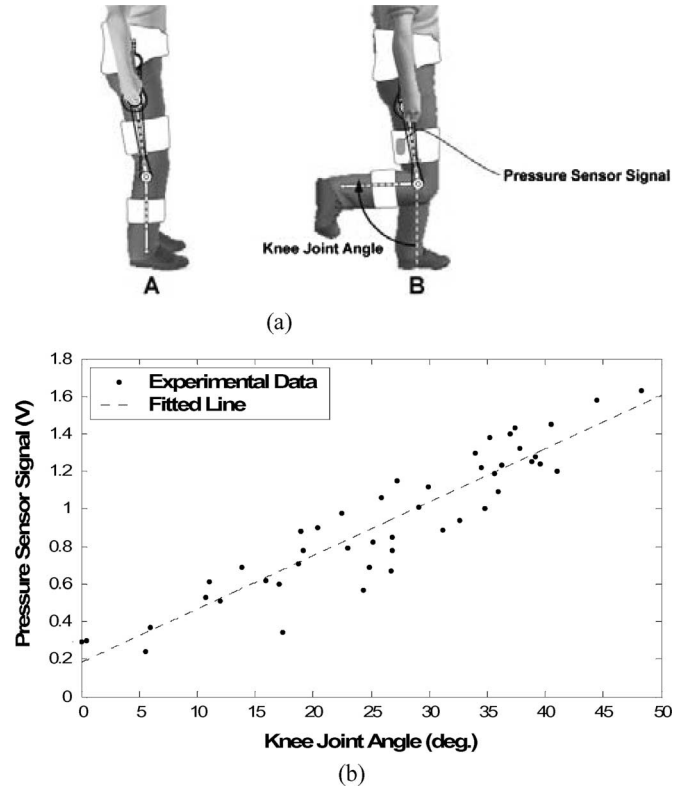 Pressure Sensor Signal
Knee Joint Angle
A
B
(a)
1.8
1.6
1.4
1.2
1
0.8
0.6
0.4
0.2
0
Pressure Sensor Signal (V)
Experimental Data
Fitted Line
0 5 10 15 20 25 30 35 40 45 50
Knee Joint Angle (deg.)
(b)